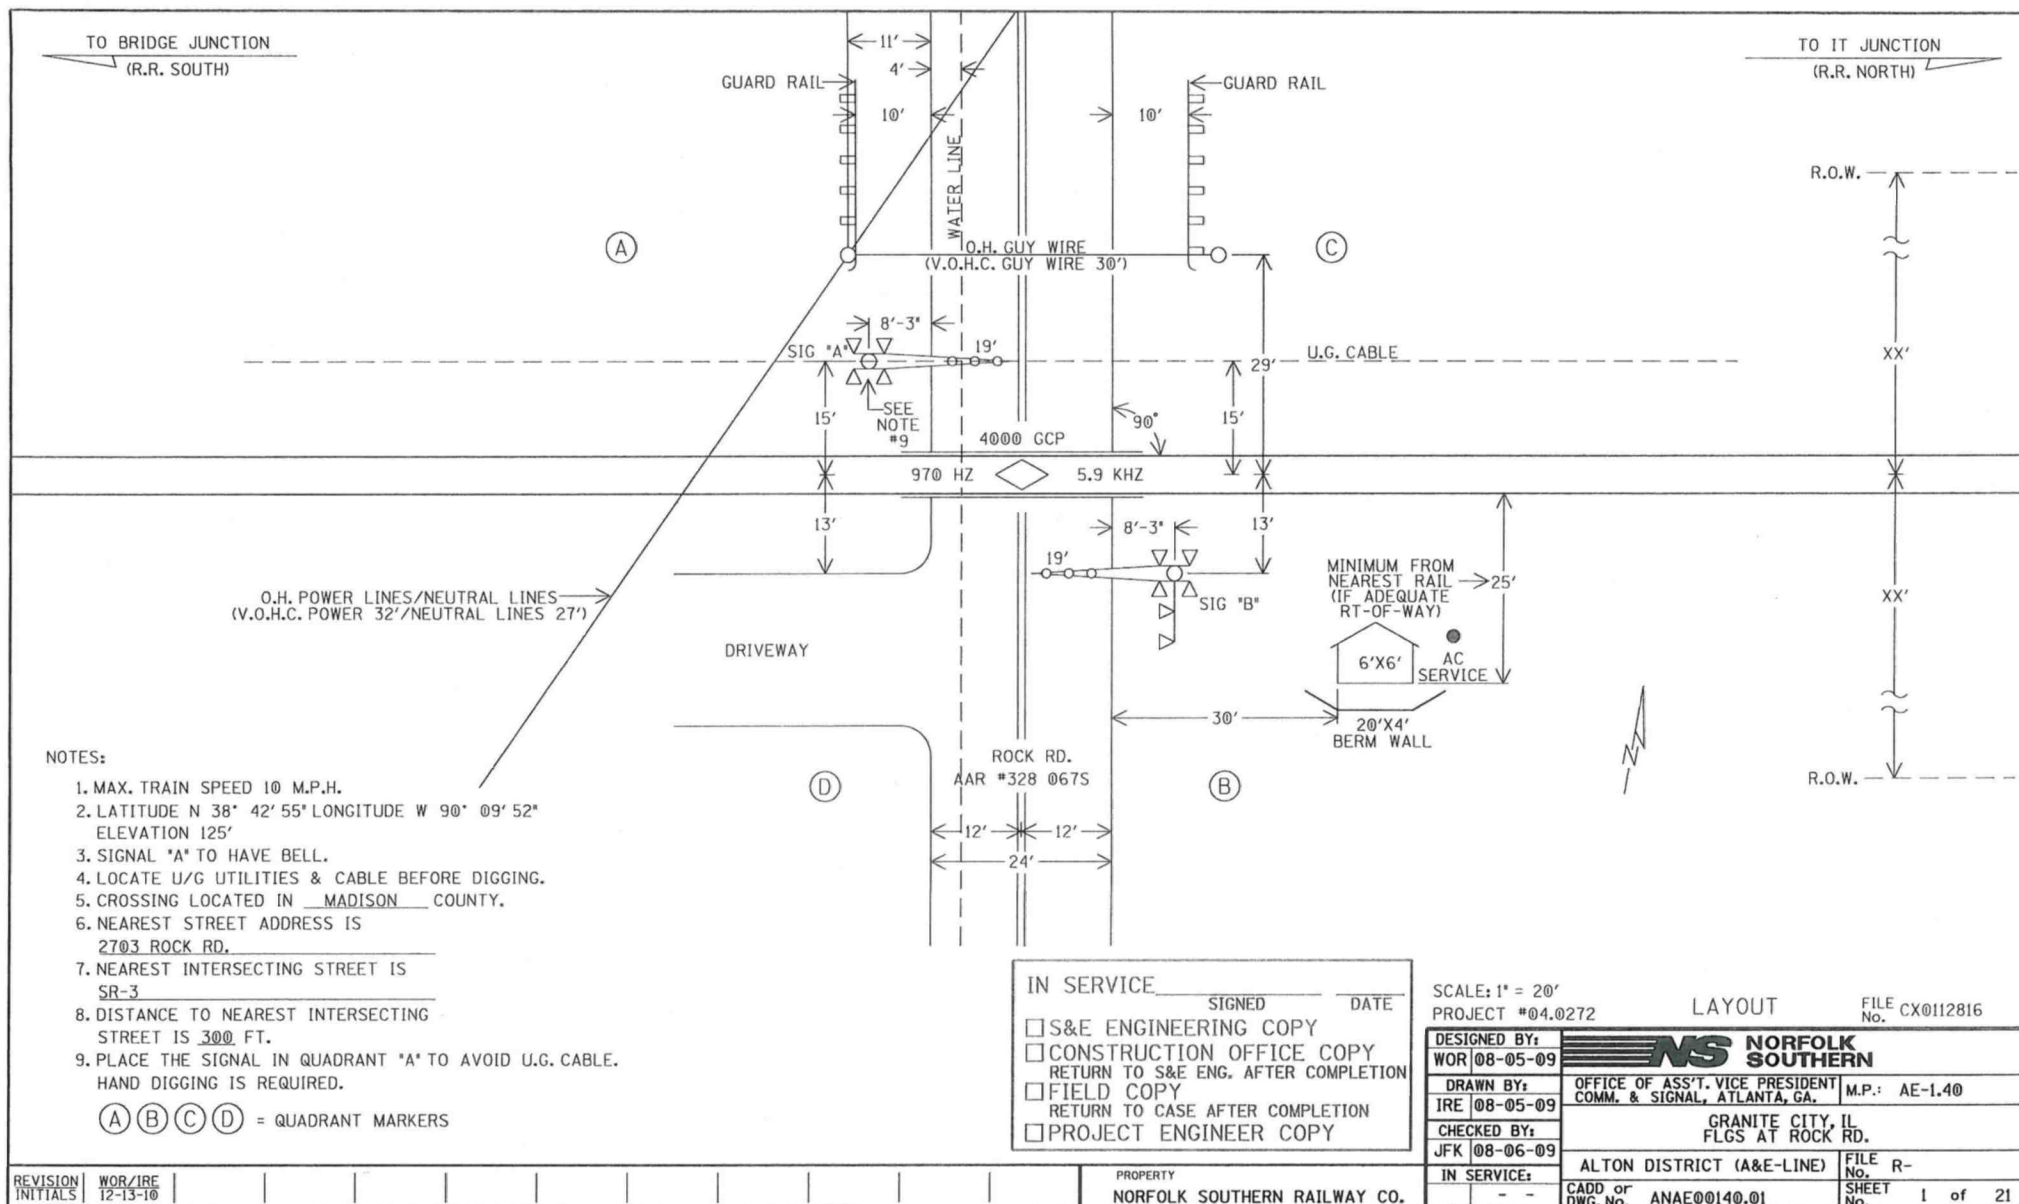 TO BRIDGE JUNCTION
(R.R. SOUTH)
TO IT JUNCTION
(R.R. NORTH)
11'
4'
GUARD RAIL
GUARD RAIL
10'
10'
WATER LINE
R.O.W.
A
C
O.H. GUY WIRE
(V.O.H.C. GUY WIRE 30')
8'-3"
SIG "A"
19'
U.G. CABLE
29'
XX'
15'
SEE
NOTE
#9
90°
15'
4000 GCP
970 HZ
5.9 KHZ
13'
8'-3"
13'
19'
SIG "B"
MINIMUM FROM
NEAREST RAIL
(IF ADEQUATE
RT-OF-WAY)
25'
XX'
O.H. POWER LINES/NEUTRAL LINES
(V.O.H.C. POWER 32'/NEUTRAL LINES 27')
DRIVEWAY
6'X6'
AC
SERVICE
30'
20'X4'
BERM WALL
N
ROCK RD.
AAR #328 067S
D
B
R.O.W.
12'
12'
24'
NOTES:
1. MAX. TRAIN SPEED 10 M.P.H.
2. LATITUDE N 38° 42' 55" LONGITUDE W 90° 09' 52"
ELEVATION 125'
3. SIGNAL "A" TO HAVE BELL.
4. LOCATE U/G UTILITIES & CABLE BEFORE DIGGING.
5. CROSSING LOCATED IN MADISON COUNTY.
6. NEAREST STREET ADDRESS IS
2703 ROCK RD.
7. NEAREST INTERSECTING STREET IS
SR-3
8. DISTANCE TO NEAREST INTERSECTING
STREET IS 300 FT.
9. PLACE THE SIGNAL IN QUADRANT "A" TO AVOID U.G. CABLE.
HAND DIGGING IS REQUIRED.
A B C D = QUADRANT MARKERS
IN SERVICE
SIGNED DATE
S&E ENGINEERING COPY
CONSTRUCTION OFFICE COPY
RETURN TO S&E ENG. AFTER COMPLETION
FIELD COPY
RETURN TO CASE AFTER COMPLETION
PROJECT ENGINEER COPY
SCALE: 1" = 20'
PROJECT #04.0272
LAYOUT
FILE No. CX0112816
DESIGNED BY:
WOR 08-05-09
DRAWN BY:
IRE 08-05-09
CHECKED BY:
JFK 08-06-09
IN SERVICE:
- -
NS NORFOLK
SOUTHERN
OFFICE OF ASS'T. VICE PRESIDENT
COMM. & SIGNAL, ATLANTA, GA.
M.P.: AE-1.40
GRANITE CITY, IL
FLGS AT ROCK RD.
ALTON DISTRICT (A&E-LINE)
FILE No. R-
CADD or DWG. No. ANAE00140.01
SHEET No. 1 of 21
REVISION
INITIALS
WOR/IRE
12-13-10
PROPERTY
NORFOLK SOUTHERN RAILWAY CO.